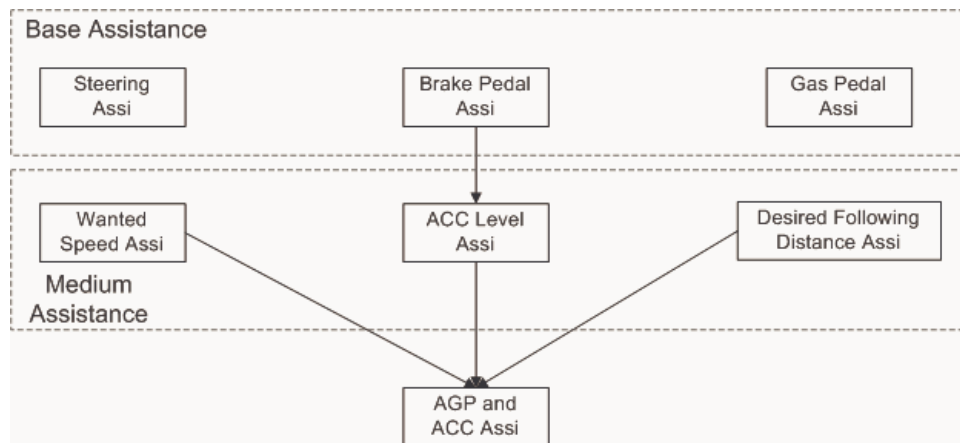 Base Assistance
Steering
Assi
Brake Pedal
Assi
Gas Pedal
Assi
Wanted
Speed Assi
ACC Level
Assi
Desired Following
Distance Assi
Medium
Assistance
AGP and
ACC Assi